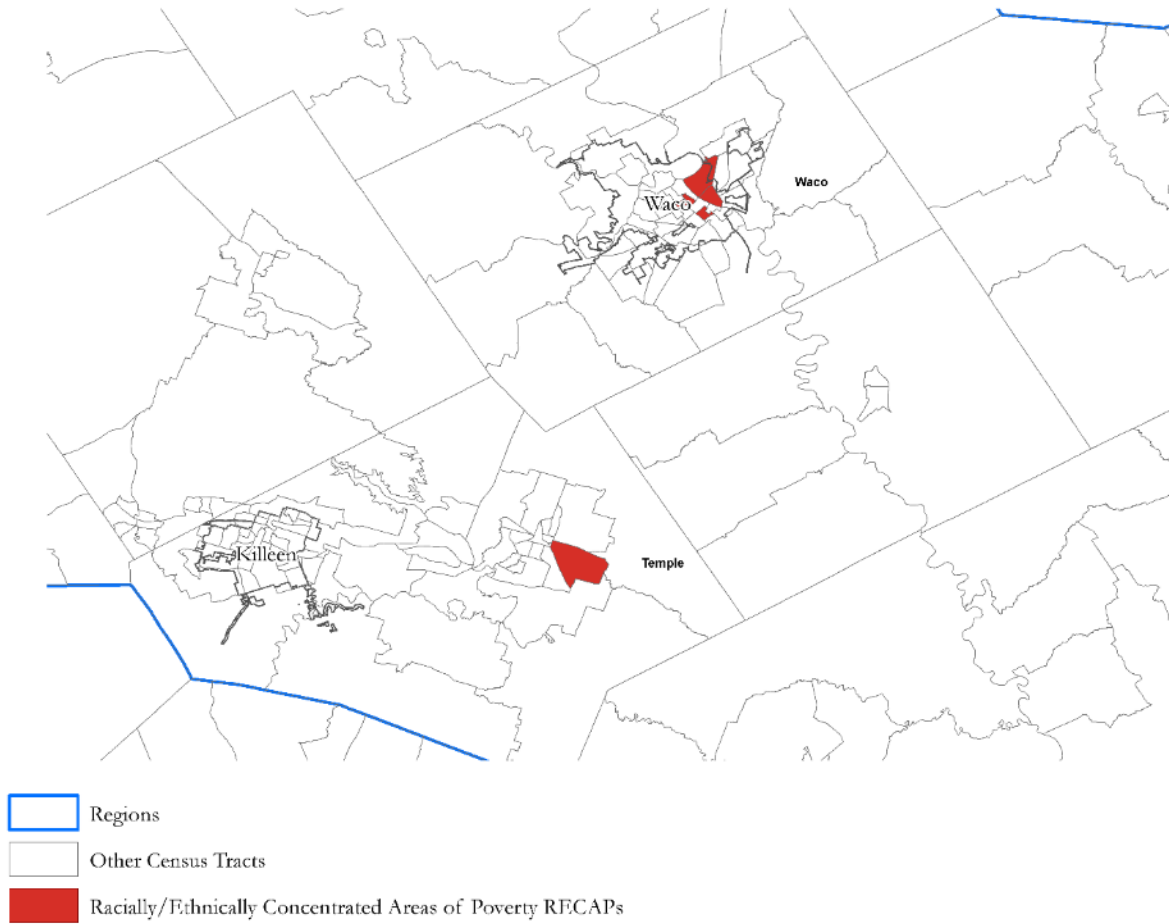 Waco
Waco
Killeen
Temple
Regions
Other Census Tracts
Racially/Ethnically Concentrated Areas of Poverty RECAPs